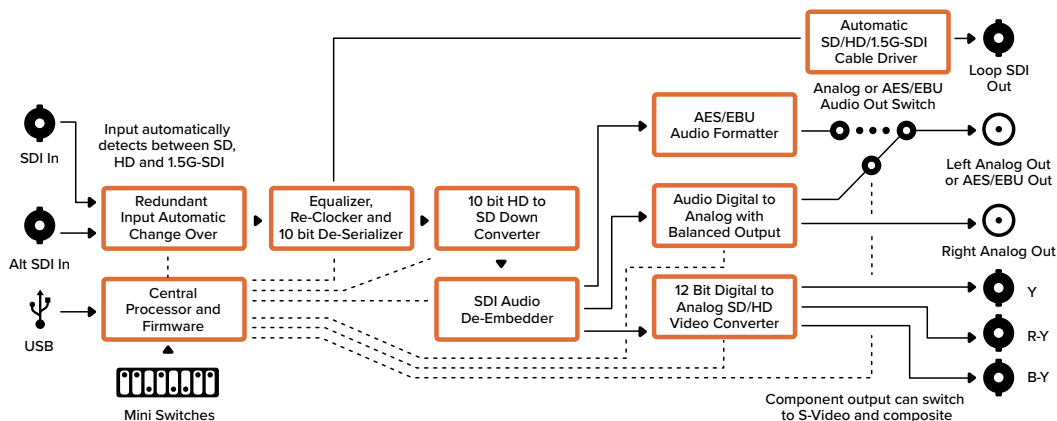 Automatic
SD/HD/1.5G-SDI
Cable Driver
Loop SDI
Out
Analog or AES/EBU
Audio Out Switch
SDI In
Input automatically
detects between SD,
HD and 1.5G-SDI
AES/EBU
Audio Formatter
Left Analog Out
or AES/EBU Out
Alt SDI In
Redundant
Input Automatic
Change Over
Equalizer,
Re-Clocker and
10 bit De-Serializer
10 bit HD to
SD Down
Converter
Audio Digital to
Analog with
Balanced Output
Right Analog Out
USB
Central
Processor and
Firmware
SDI Audio
De-Embedder
12 Bit Digital to
Analog SD/HD
Video Converter
Y
R-Y
B-Y
Mini Switches
Component output can switch
to S-Video and composite